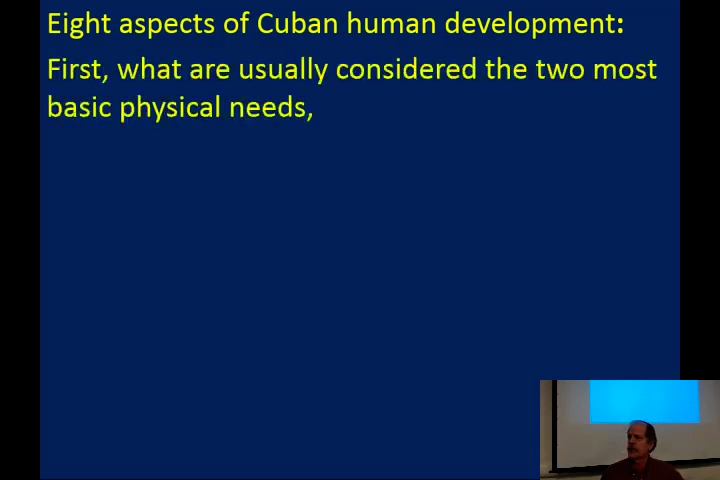 Eight aspects of Cuban human development:
First, what are usually considered the two most
basic physical needs,